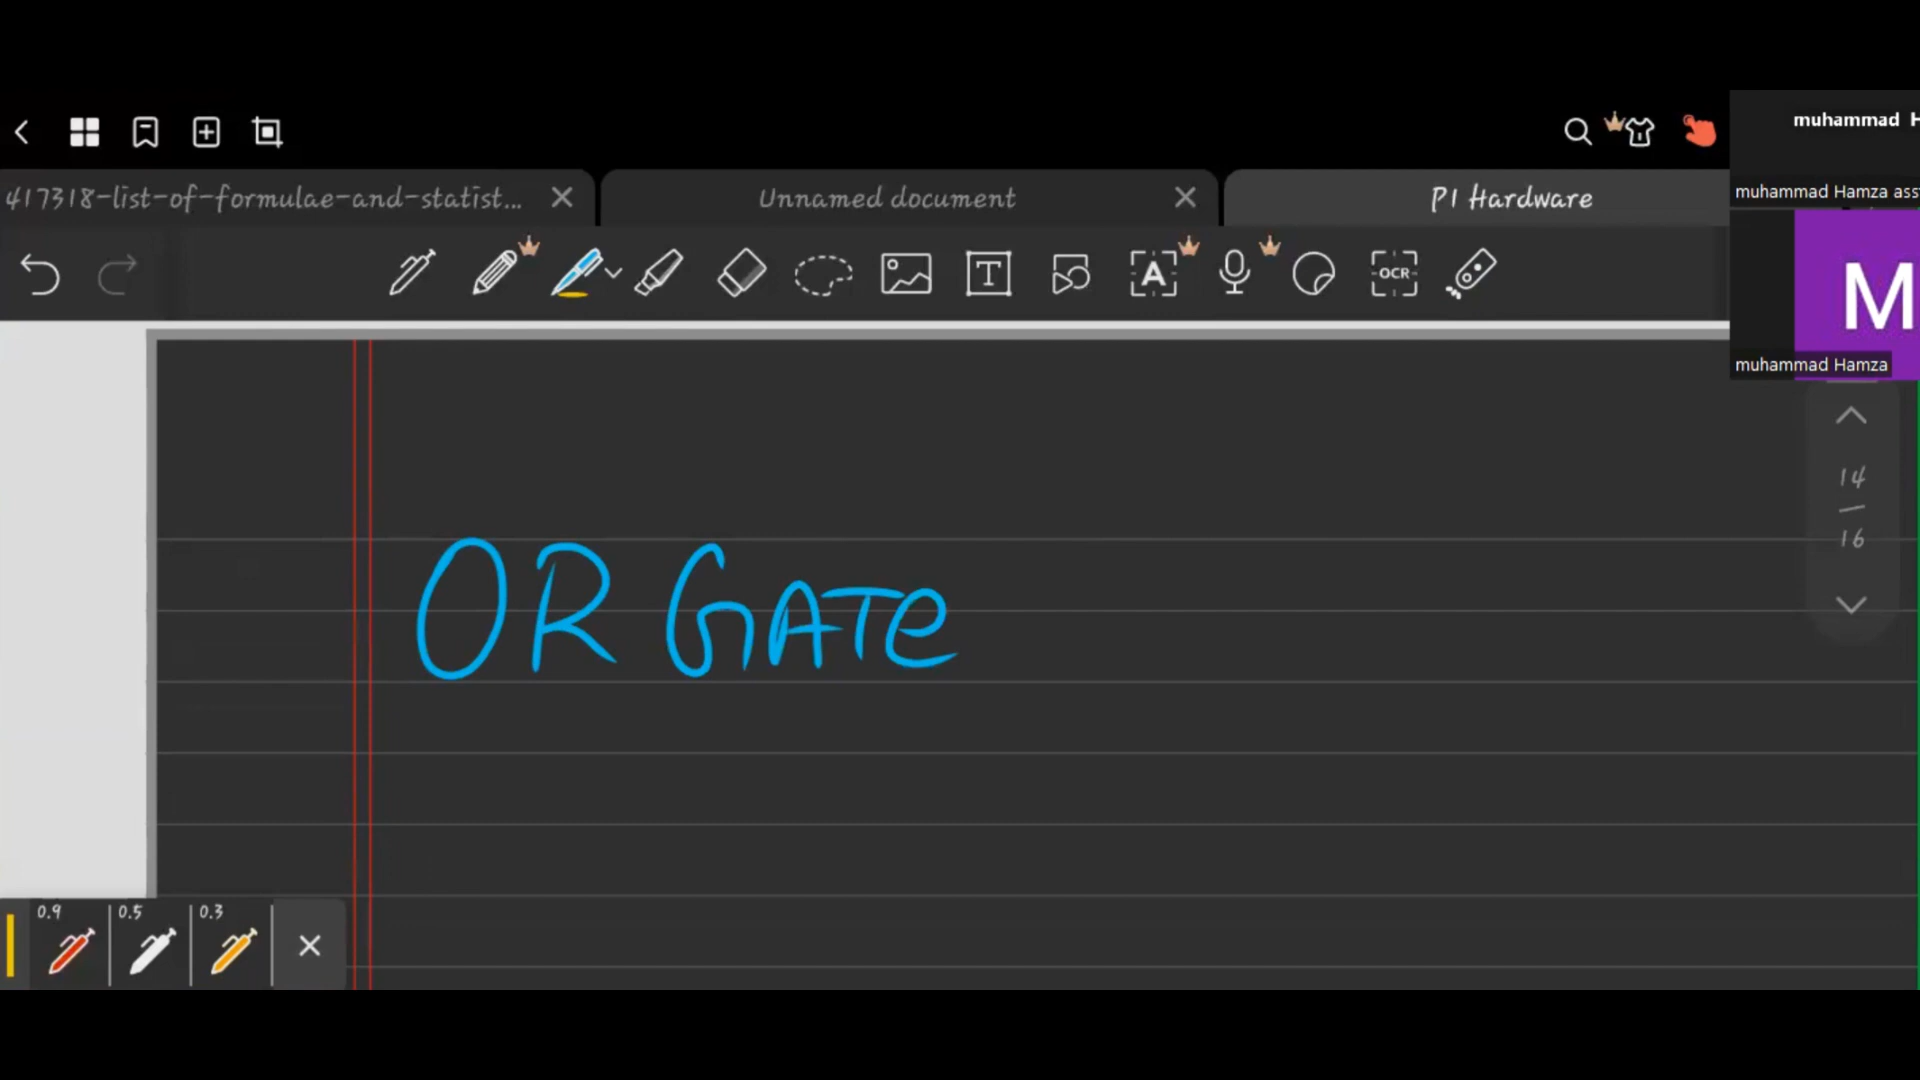 muhammad H
417318-list-of-formulae-and-statist...
Unnamed document
P1 Hardware
muhammad Hamza ass
T
A
OCR
M
muhammad Hamza
14
16
OR GATE
0.9
0.5
0.3